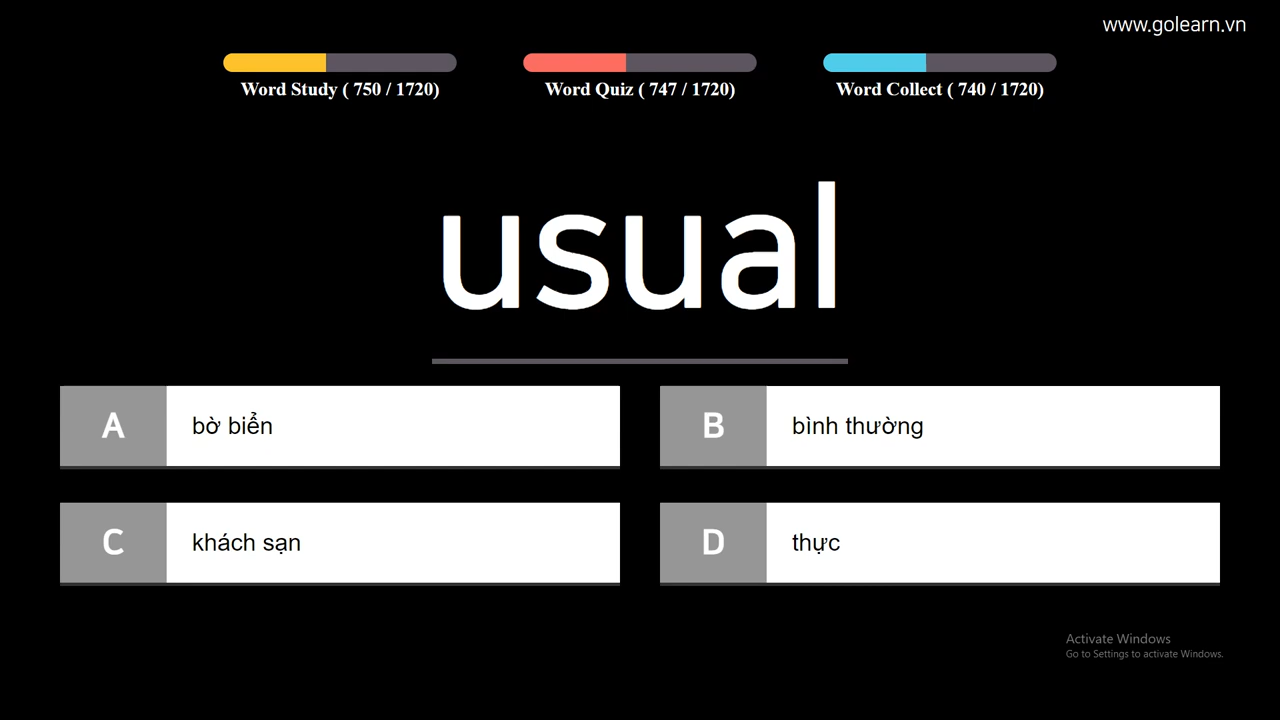 www.golearn.vn
Word Study ( 750 / 1720)
Word Quiz ( 747 / 1720)
Word Collect ( 740 / 1720)
usual
A bờ biển
B bình thường
C khách sạn
D thực
Activate Windows
Go to Settings to activate Windows.